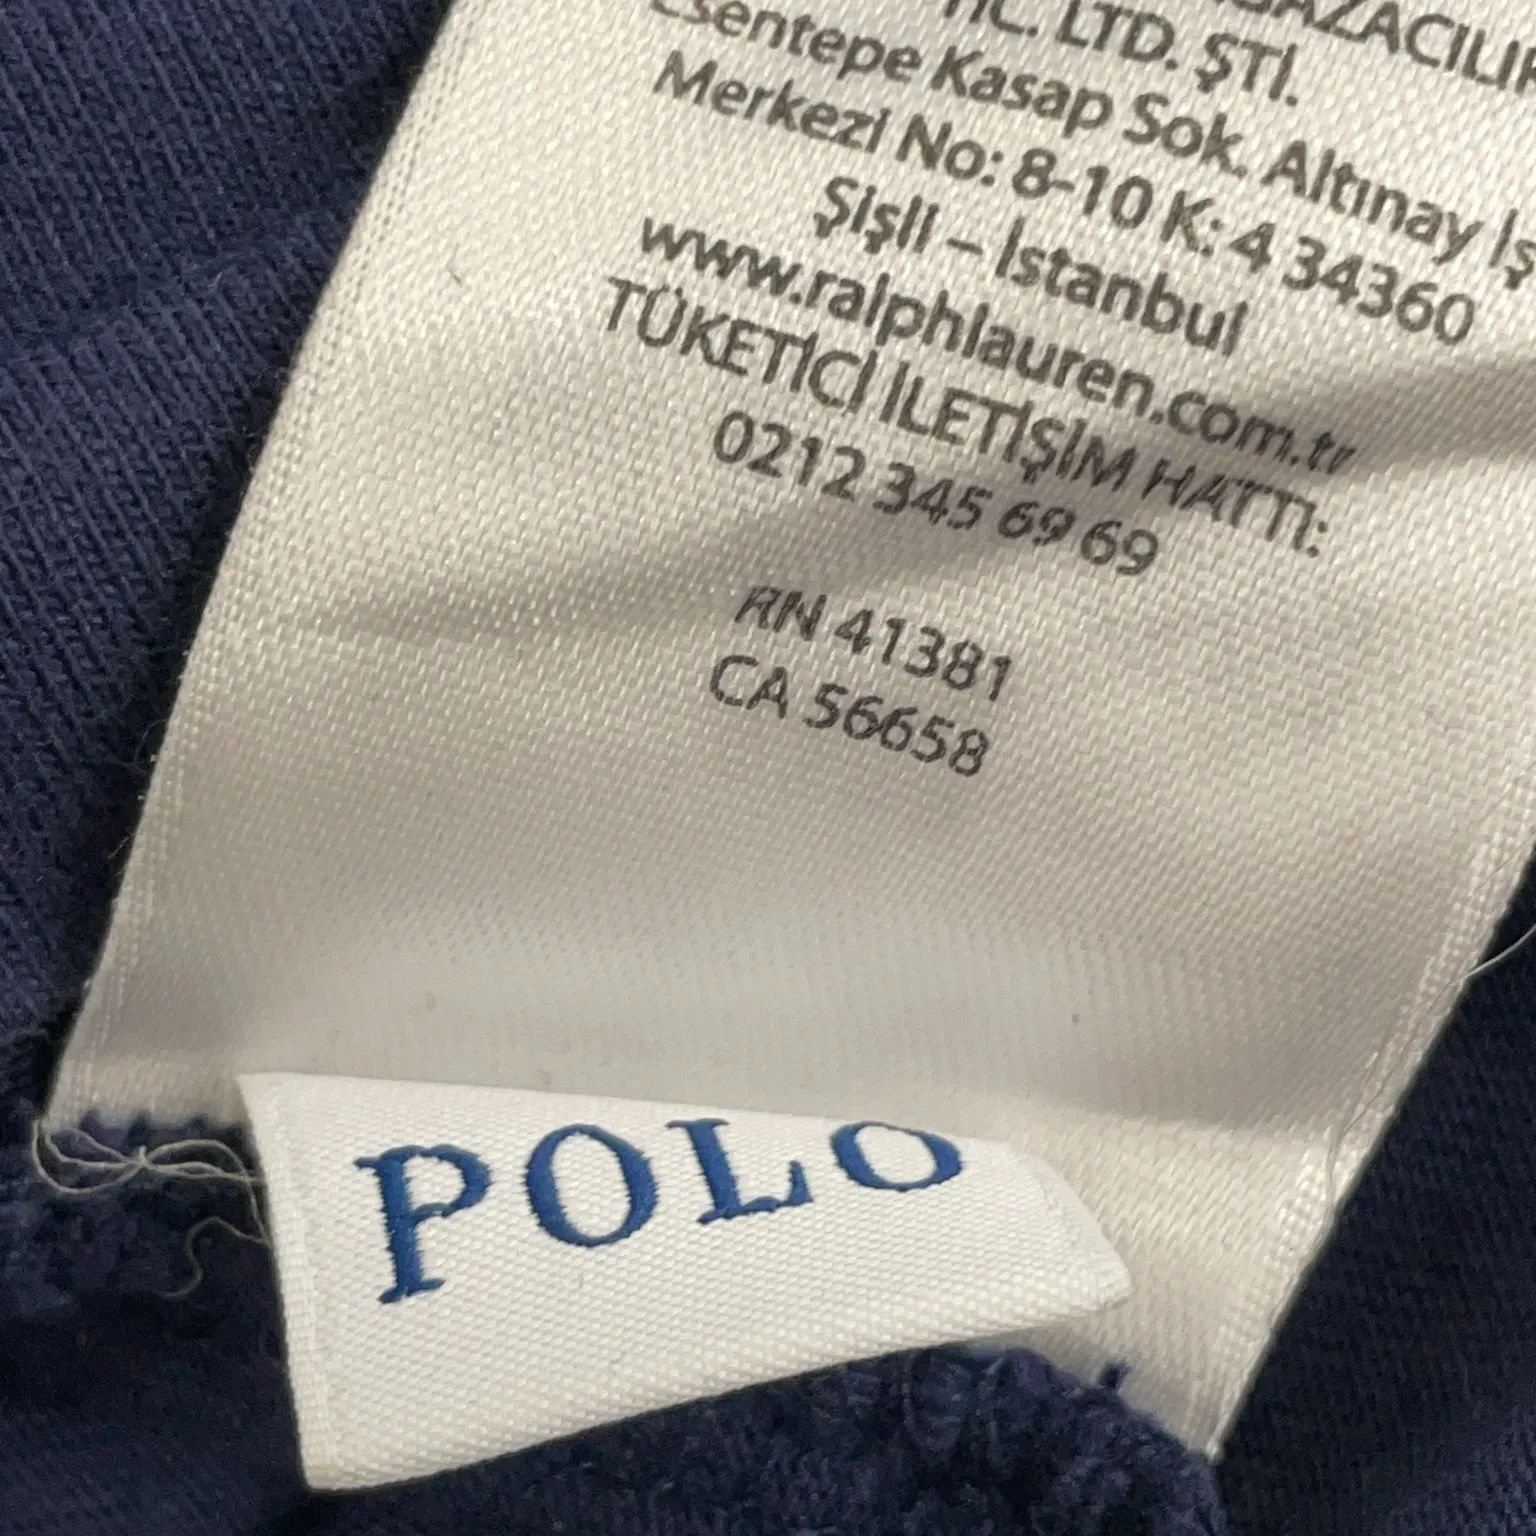 TİC. LTD. ŞTİ.
Esentepe Kasap Sok. Altınay İş
Merkezi No: 8-10 K: 4 34360
Şişli – İstanbul
www.ralphlauren.com.tr
TÜKETİCİ İLETİŞİM HATTI:
0212 345 69 69
RN 41381
CA 56658
POLO